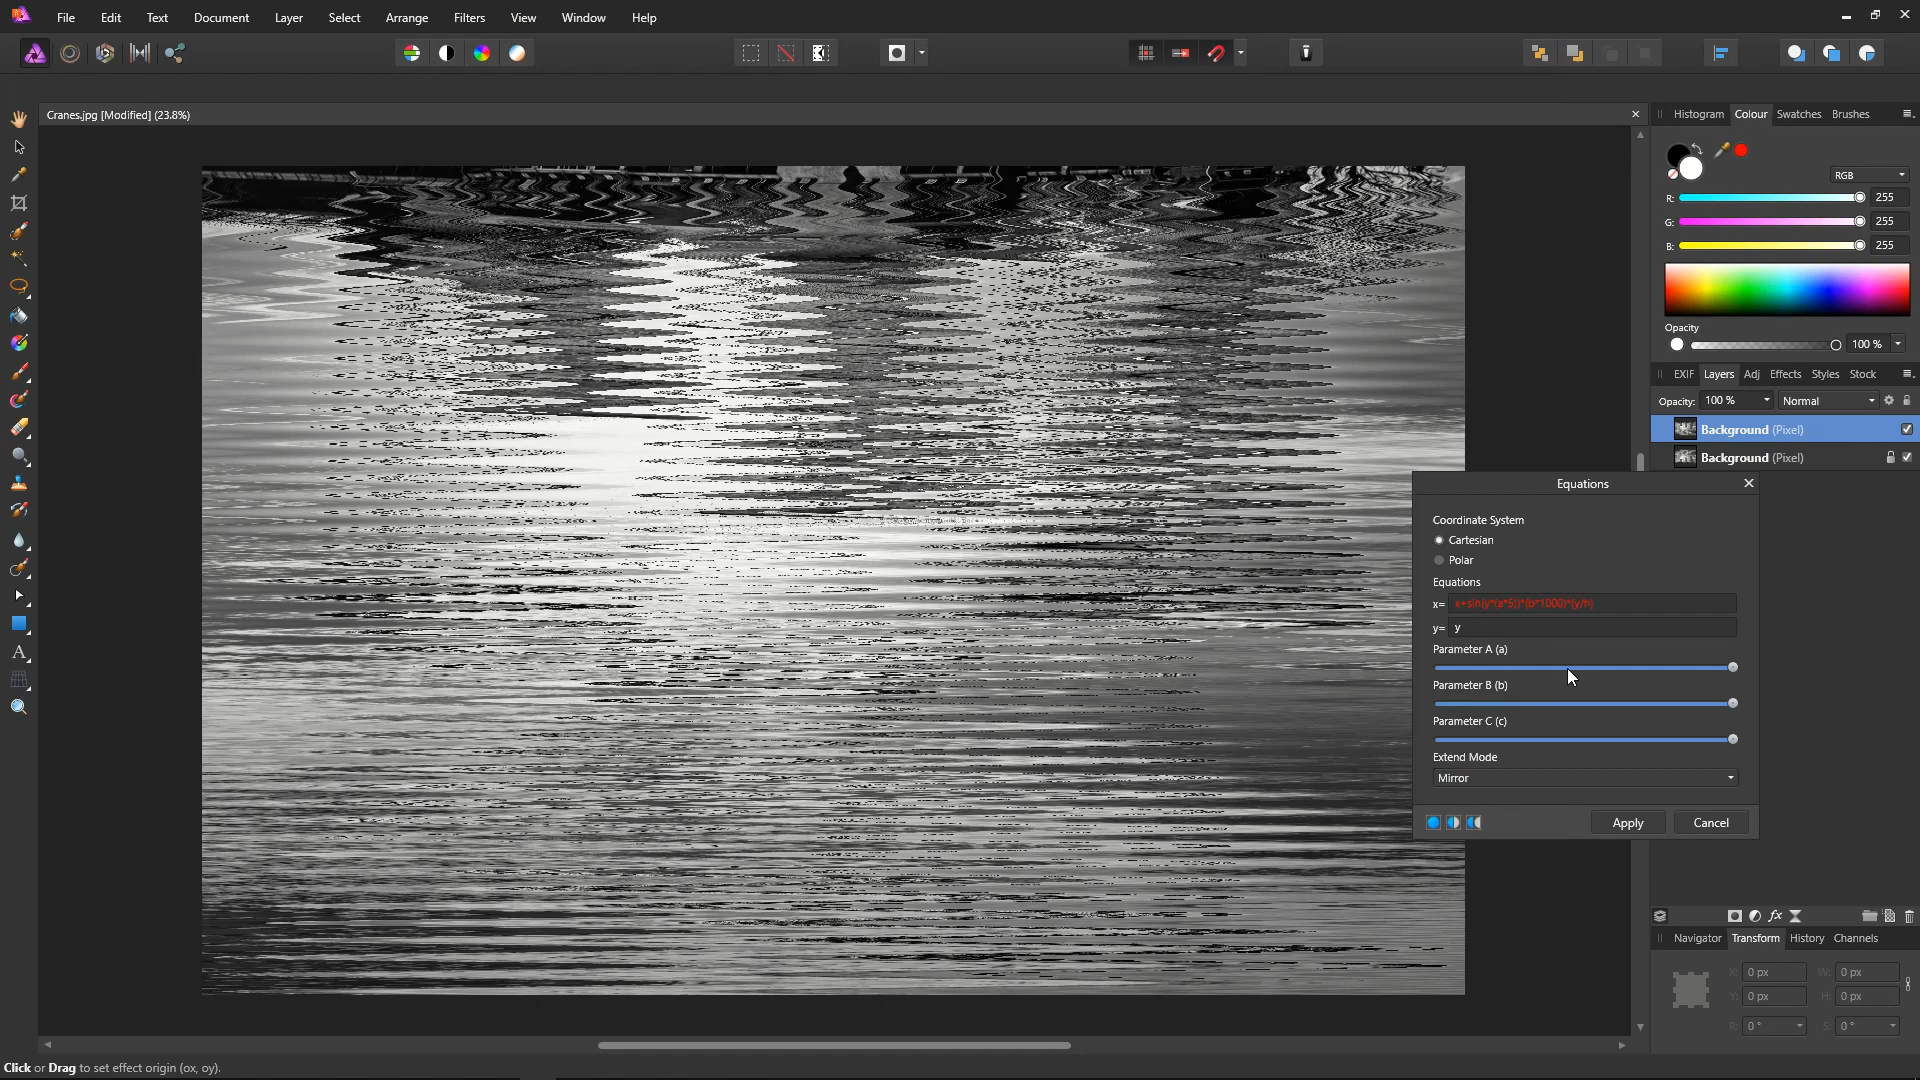 File Edit Text Document Layer Select Arrange Filters View Window Help
Cranes.jpg [Modified] (23.8%)
Histogram Colour Swatches Brushes
RGB
R: 255
G: 255
B: 255
Opacity
100 %
EXIF Layers Adj Effects Styles Stock
Opacity: 100 % Normal
Background (Pixel)
Background (Pixel)
Equations
Coordinate System
Cartesian
Polar
Equations
x= x+sin(y*(a*5))*(b*1000)*(y/h)
y= y
Parameter A (a)
Parameter B (b)
Parameter C (c)
Extend Mode
Mirror
Apply Cancel
Navigator Transform History Channels
X: 0 px W: 0 px
Y: 0 px H: 0 px
R: 0 ° S: 0 °
Click or Drag to set effect origin (ox, oy).